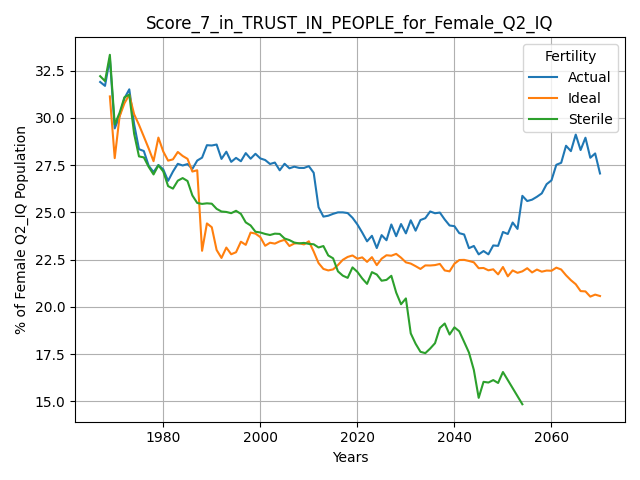 Score_7_in_TRUST_IN_PEOPLE_for_Female_Q2_IQ
% of Female Q2_IQ Population
32.5
30.0
27.5
25.0
22.5
20.0
17.5
15.0
Fertility
Actual
Ideal
Sterile
1980
2000
2020
2040
2060
Years